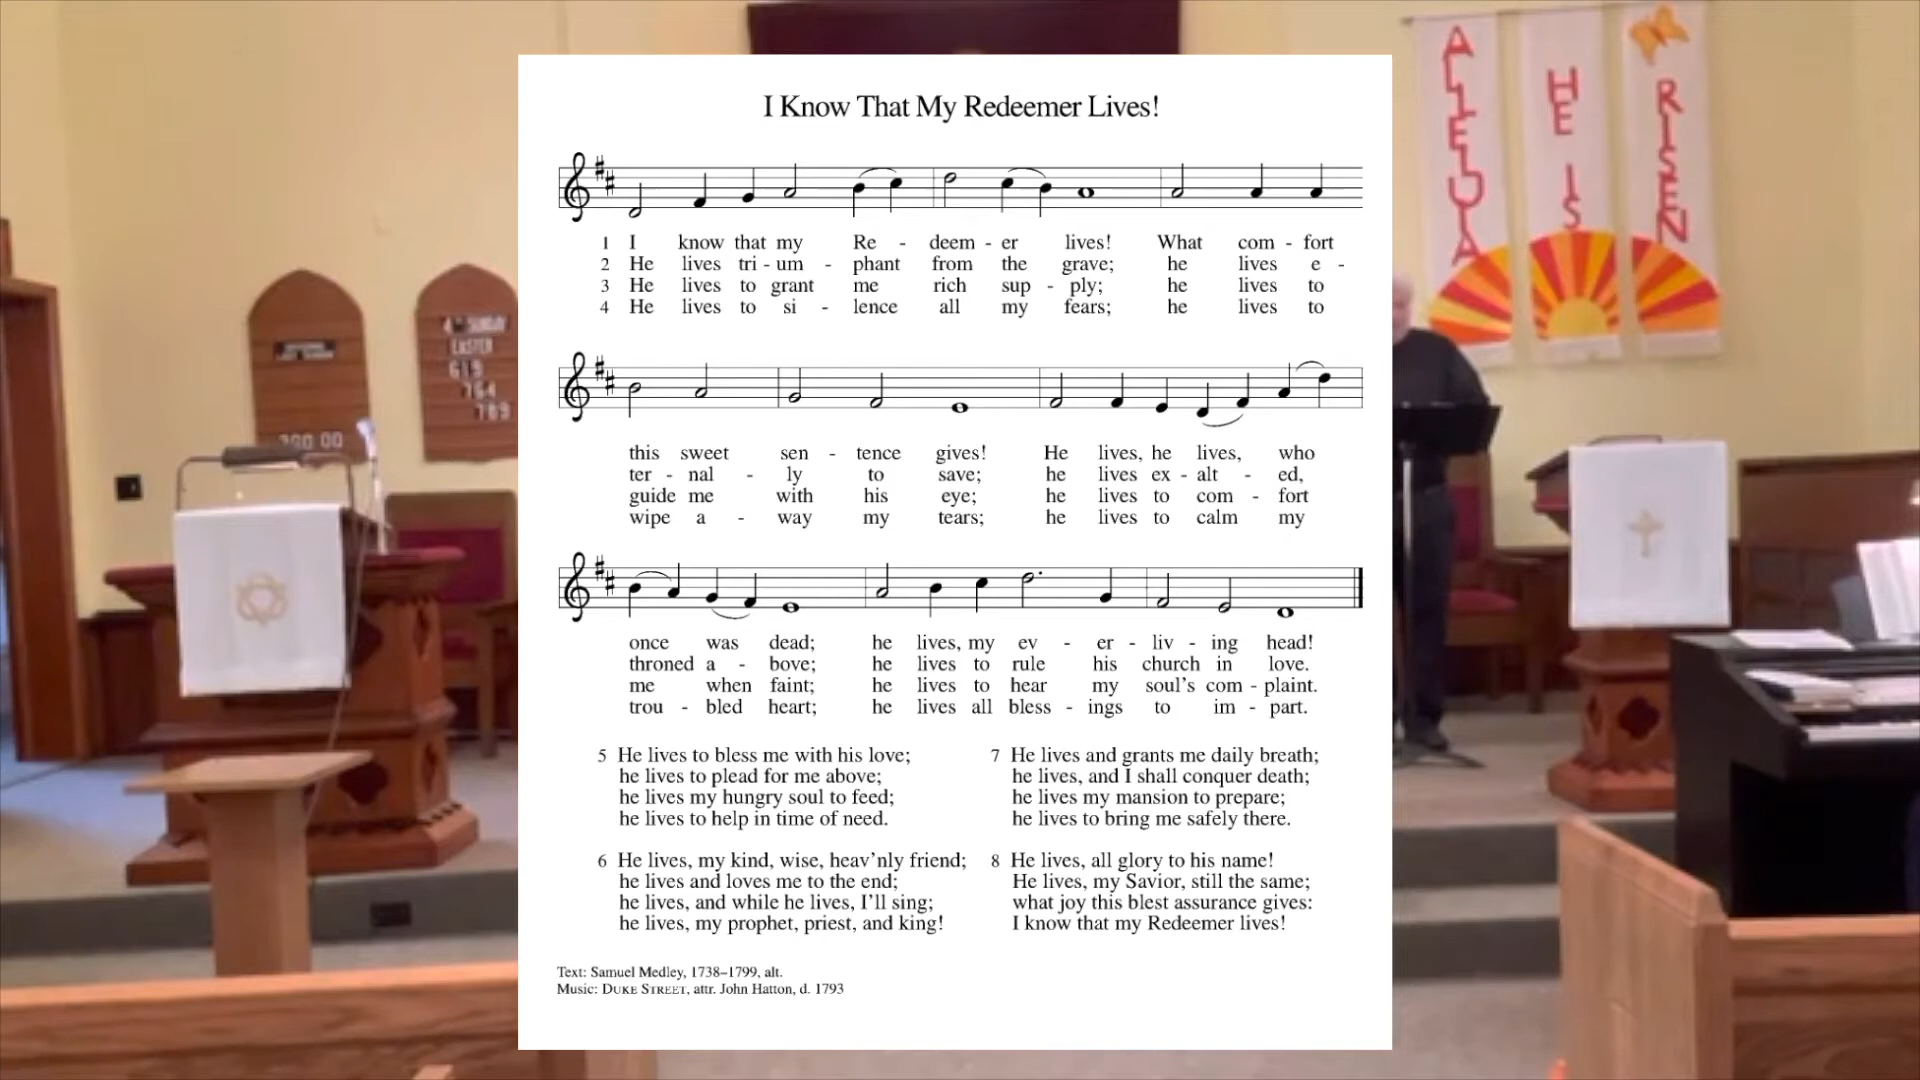 I Know That My Redeemer Lives!
1 I know that my Re - deem - er lives! What com - fort
2 He lives tri - um - phant from the grave; he lives e -
3 He lives to grant me rich sup - ply; he lives to
4 He lives to si - lence all my fears; he lives to
this sweet sen - tence gives! He lives, he lives, who
ter - nal - ly to save; he lives ex - alt - ed,
guide me with his eye; he lives to com - fort
wipe a - way my tears; he lives to calm my
once was dead; he lives, my ev - er - liv - ing head!
throned a - bove; he lives to rule his church in love.
me when faint; he lives to hear my soul's com - plaint.
trou - bled heart; he lives all bless - ings to im - part.
5 He lives to bless me with his love;
he lives to plead for me above;
he lives my hungry soul to feed;
he lives to help in time of need.
6 He lives, my kind, wise, heav'nly friend;
he lives and loves me to the end;
he lives, and while he lives, I'll sing;
he lives, my prophet, priest, and king!
7 He lives and grants me daily breath;
he lives, and I shall conquer death;
he lives my mansion to prepare;
he lives to bring me safely there.
8 He lives, all glory to his name!
He lives, my Savior, still the same;
what joy this blest assurance gives:
I know that my Redeemer lives!
Text: Samuel Medley, 1738–1799, alt.
Music: DUKE STREET, attr. John Hatton, d. 1793
4 SUNDAY
EASTER
619
764
789
ALLELUIA
HE IS
RISEN